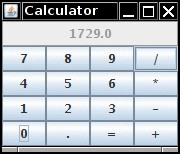 Calculator
1729.0
7 8 9 /
4 5 6 *
1 2 3 -
0 . = +